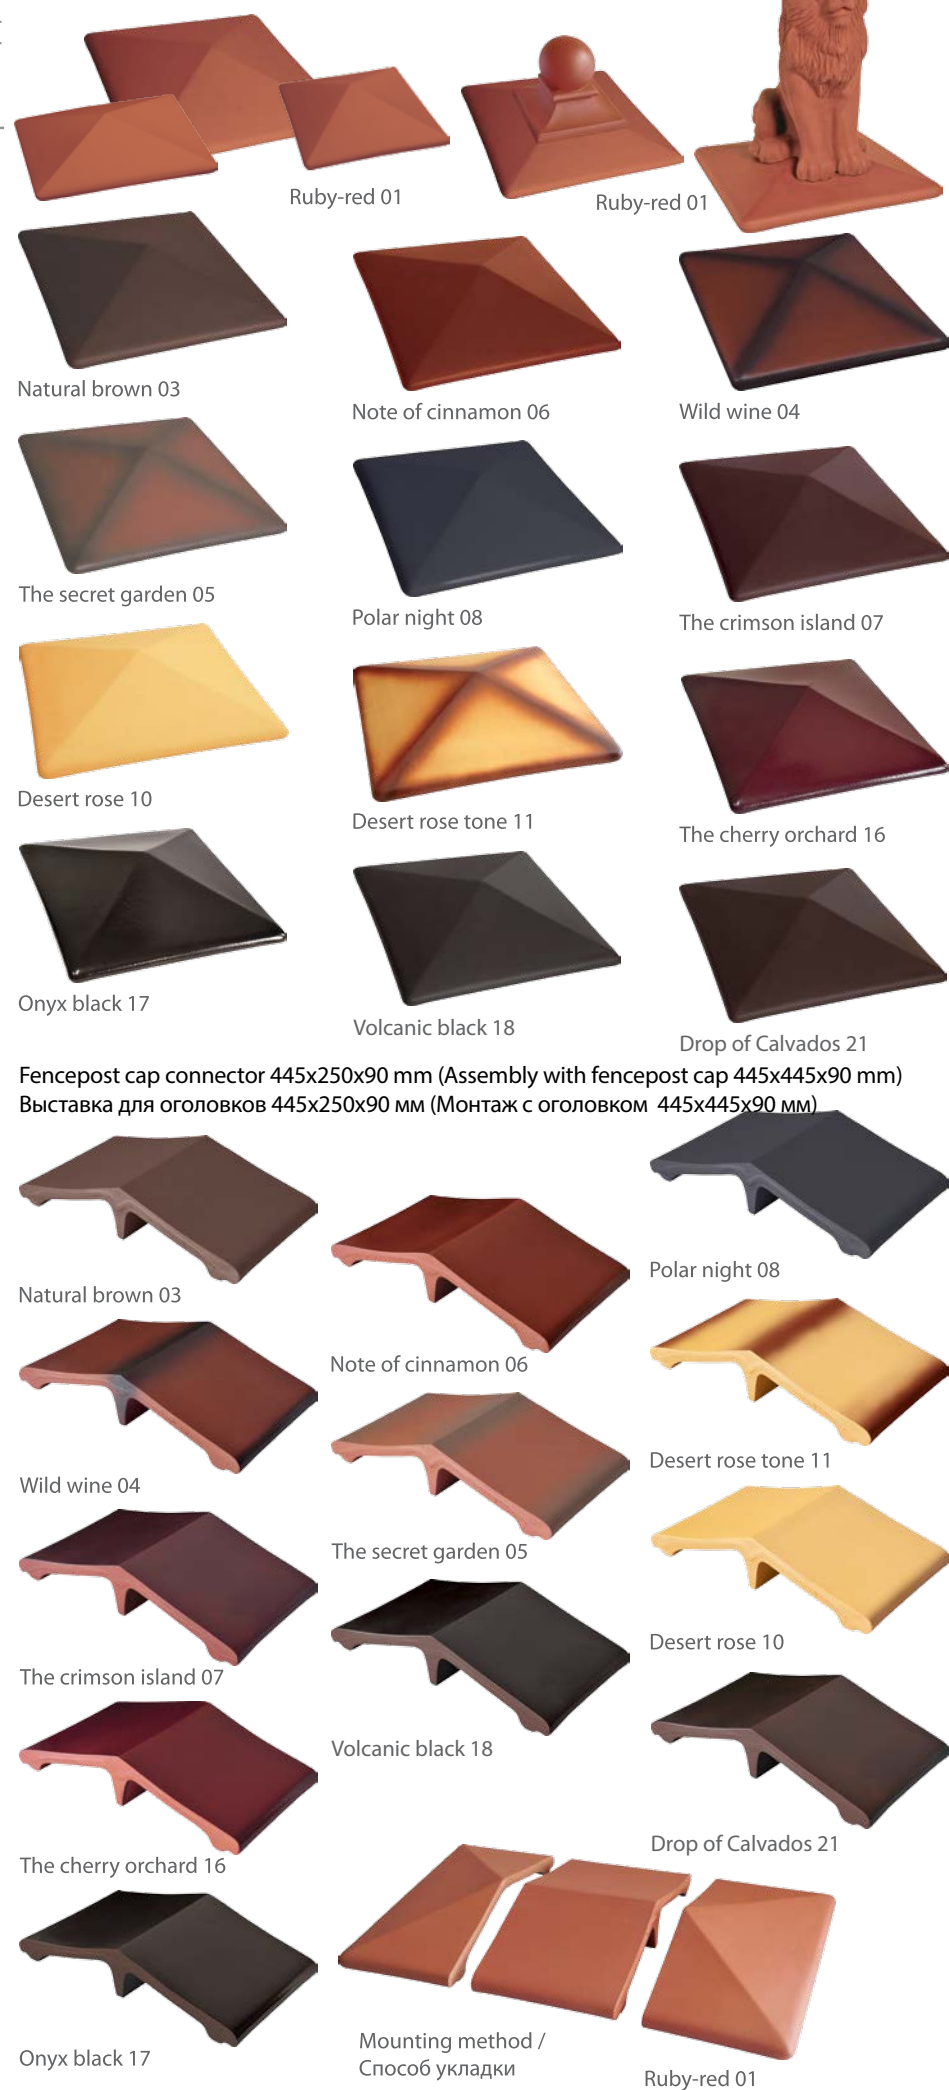 Ruby-red 01
Ruby-red 01
Natural brown 03
Note of cinnamon 06
Wild wine 04
The secret garden 05
Polar night 08
The crimson island 07
Desert rose 10
Desert rose tone 11
The cherry orchard 16
Onyx black 17
Volcanic black 18
Drop of Calvados 21
Fencepost cap connector 445x250x90 mm (Assembly with fencepost cap 445x445x90 mm)
Выставка для оголовков 445x250x90 мм (Монтаж с оголовком 445x445x90 мм)
Natural brown 03
Note of cinnamon 06
Polar night 08
Wild wine 04
The secret garden 05
Desert rose tone 11
The crimson island 07
Volcanic black 18
Desert rose 10
The cherry orchard 16
Drop of Calvados 21
Onyx black 17
Mounting method /
Способ укладки
Ruby-red 01